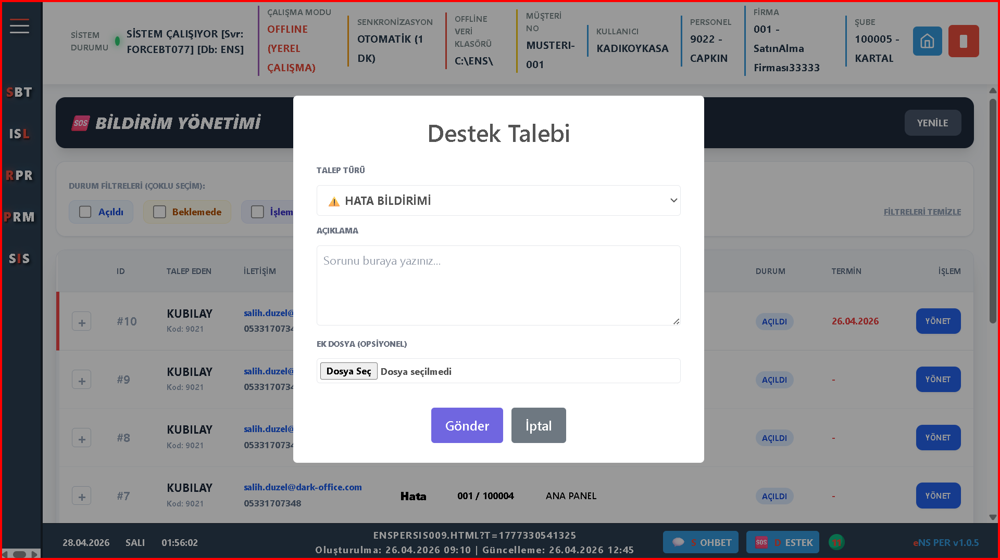 SİSTEM DURUMU
SİSTEM ÇALIŞIYOR [Svr: FORCEBT077] [Db: ENS]
ÇALIŞMA MODU
OFFLINE (YEREL ÇALIŞMA)
SENKRONİZASYON
OTOMATİK (1 DK)
OFFLİNE VERİ KLASÖRÜ
C:\ENS\
MÜŞTERİ NO
MUSTERI-001
KULLANICI
KADIKOYKASA
PERSONEL
9022 - CAPKIN
FİRMA
001 - SatınAlma Firması33333
ŞUBE
100005 - KARTAL
SBT
ISL
RPR
PRM
SIS
SOS BİLDİRİM YÖNETİMİ
YENİLE
DURUM FİLTRELERİ (ÇOKLU SEÇİM):
Açıldı
Beklemede
İşlem
FİLTRELERİ TEMİZLE
ID TALEP EDEN İLETİŞİM DURUM TERMİN İŞLEM
+ #10 KUBILAY salih.duzel@ AÇILDI 26.04.2026 YÖNET
Kod: 9021 0533170734
+ #9 KUBILAY salih.duzel@ AÇILDI - YÖNET
Kod: 9021 0533170734
+ #8 KUBILAY salih.duzel@ AÇILDI - YÖNET
Kod: 9021 0533170734
+ #7 KUBILAY salih.duzel@dark-office.com Hata 001 / 100004 ANA PANEL AÇILDI - YÖNET
Kod: 9021 05331707348
Destek Talebi
TALEP TÜRÜ
HATA BİLDİRİMİ
AÇIKLAMA
Sorunu buraya yazınız...
EK DOSYA (OPSİYONEL)
Dosya Seç Dosya seçilmedi
Gönder İptal
28.04.2026 SALI 01:56:02
ENSPERSIS009.HTML?T=1777330541325
Oluşturulma: 26.04.2026 09:10 | Güncelleme: 26.04.2026 12:45
S OHBET
SOS D ESTEK
11
eNS PER v1.0.5